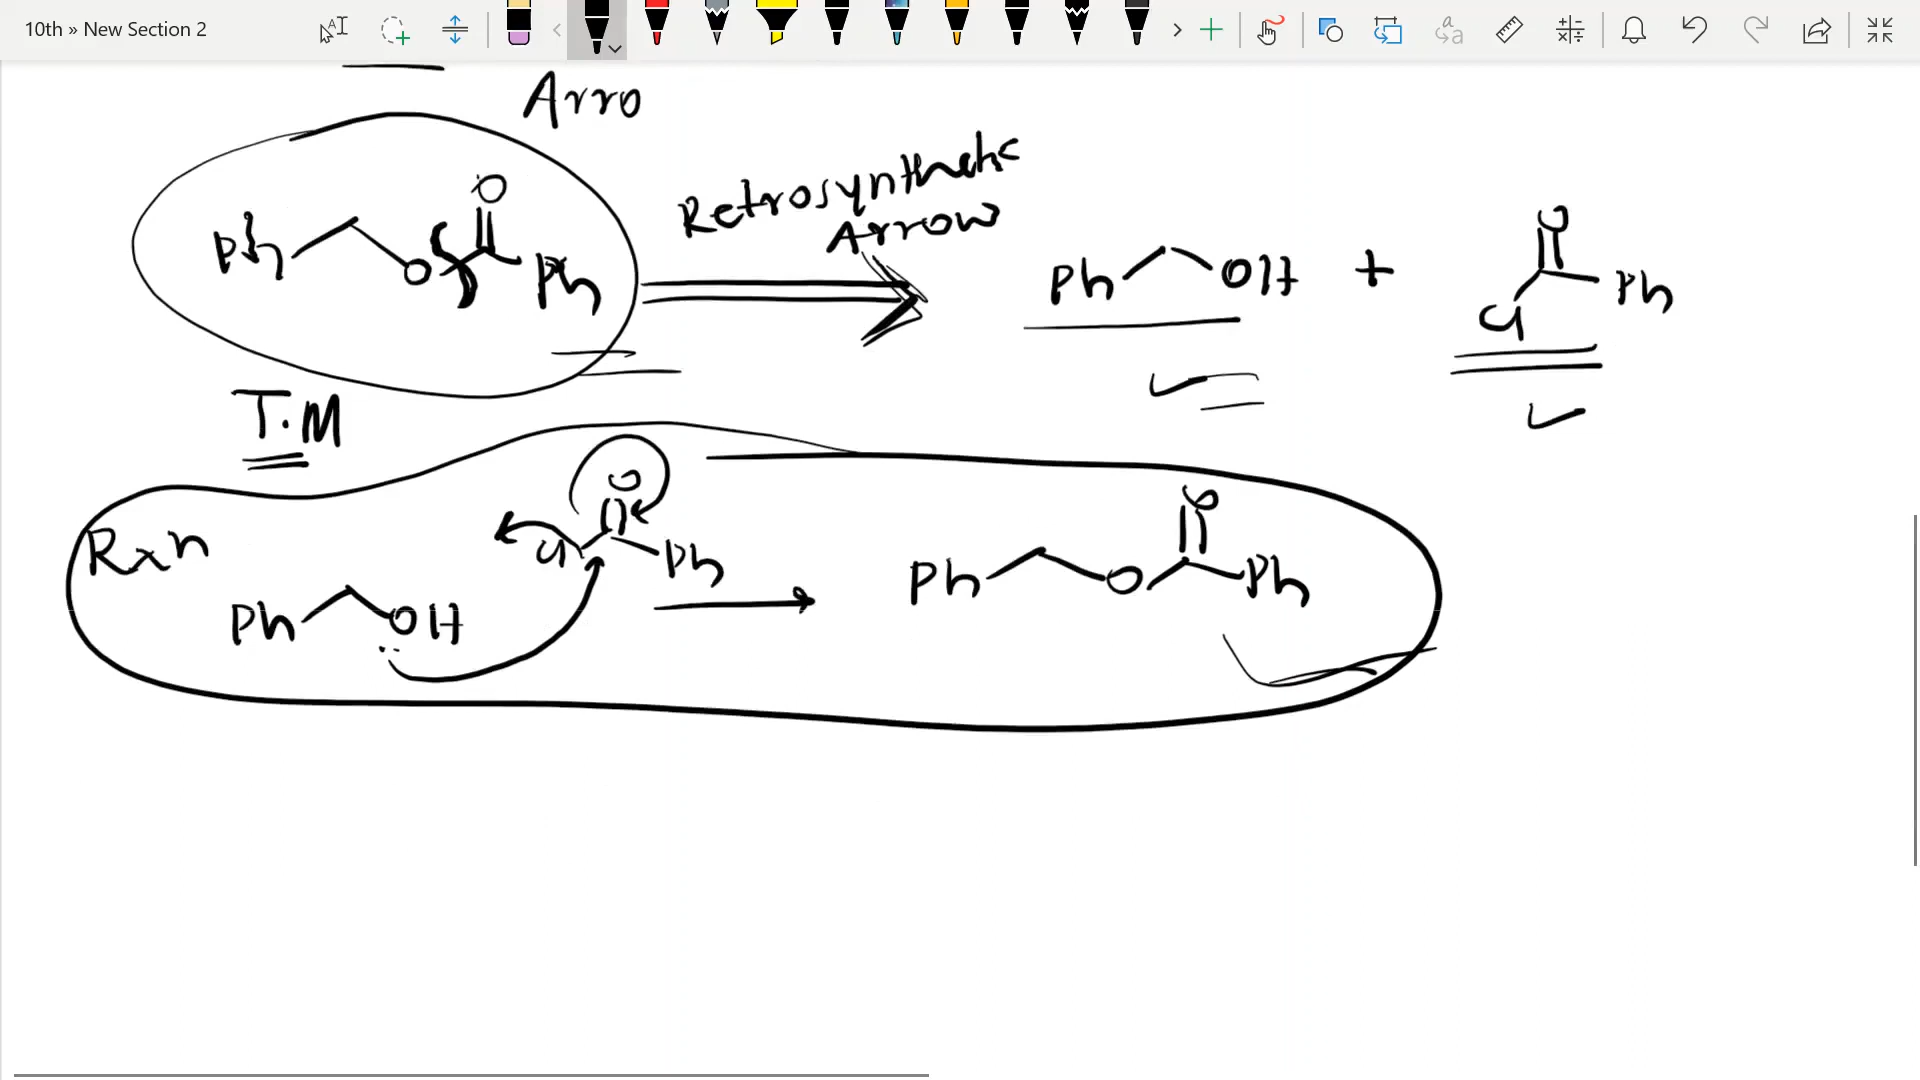 10th » New Section 2
Arro
Retrosynthetic
Arrow
O
Ph O Ph
Ph OH + O
Cl Ph
T.M
Rxn
O
Cl Ph
Ph OH
O
Ph O Ph